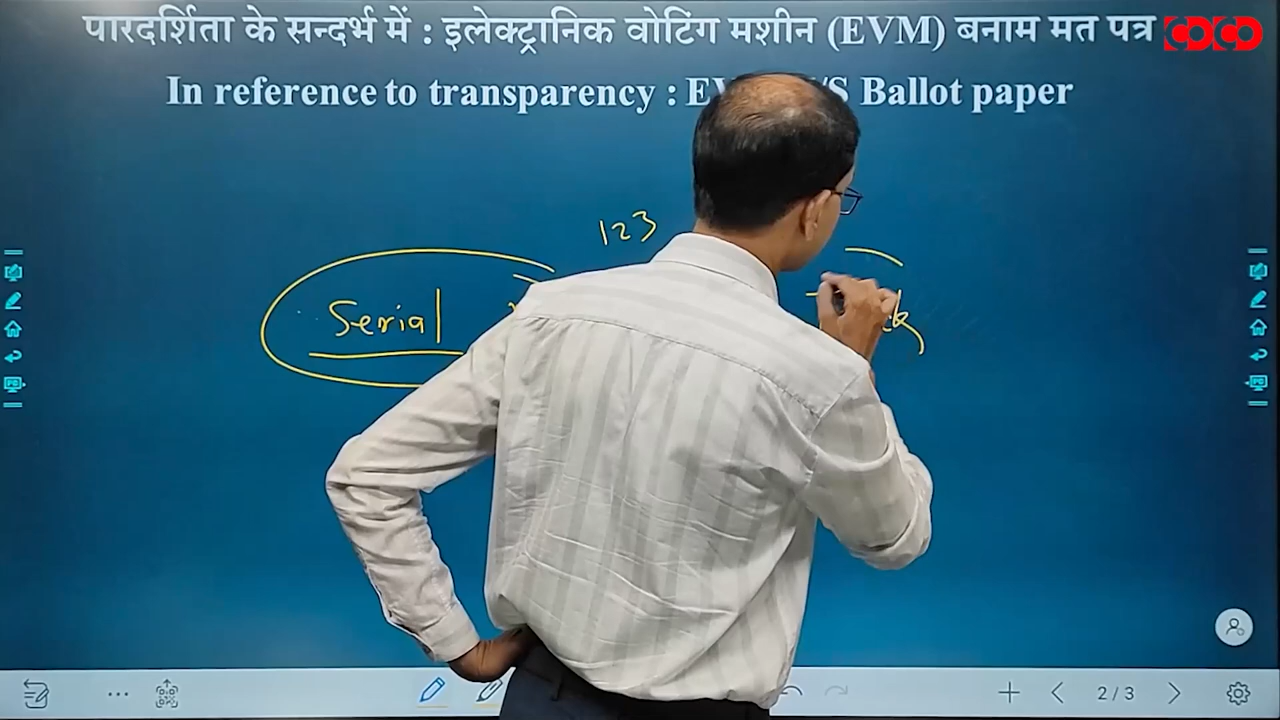 पारदर्शिता के सन्दर्भ में : इलेक्ट्रानिक वोटिंग मशीन (EVM) बनाम मत पत्र
COCO
In reference to transparency : /S Ballot paper
123
Serial
2/3